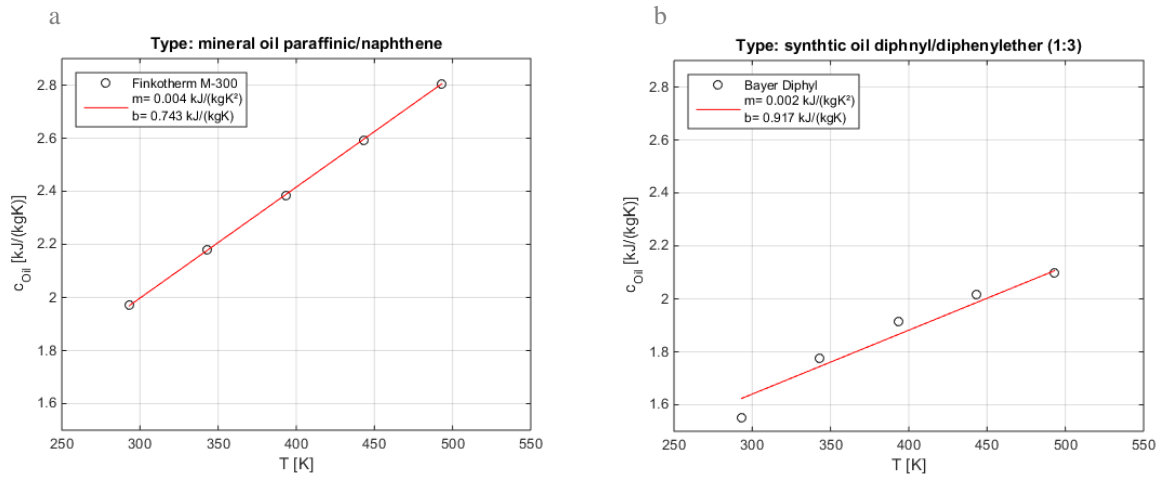 a
Type: mineral oil paraffinic/naphthene
Finkotherm M-300
m= 0.004 kJ/(kgK²)
b= 0.743 kJ/(kgK)
c_Oil [kJ/(kgK)]
2.8
2.6
2.4
2.2
2
1.8
1.6
250 300 350 400 450 500 550
T [K]
b
Type: synthtic oil diphnyl/diphenylether (1:3)
Bayer Diphyl
m= 0.002 kJ/(kgK²)
b= 0.917 kJ/(kgK)
c_Oil [kJ/(kgK)]
2.8
2.6
2.4
2.2
2
1.8
1.6
250 300 350 400 450 500 550
T [K]